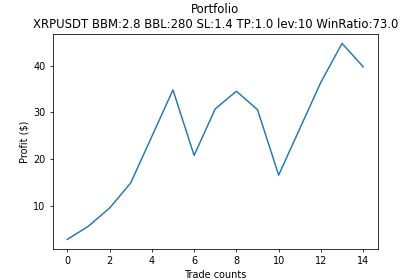 Portfolio
XRPUSDT BBM:2.8 BBL:280 SL:1.4 TP:1.0 lev:10 WinRatio:73.0
40
30
20
10
Profit ($)
0 2 4 6 8 10 12 14
Trade counts